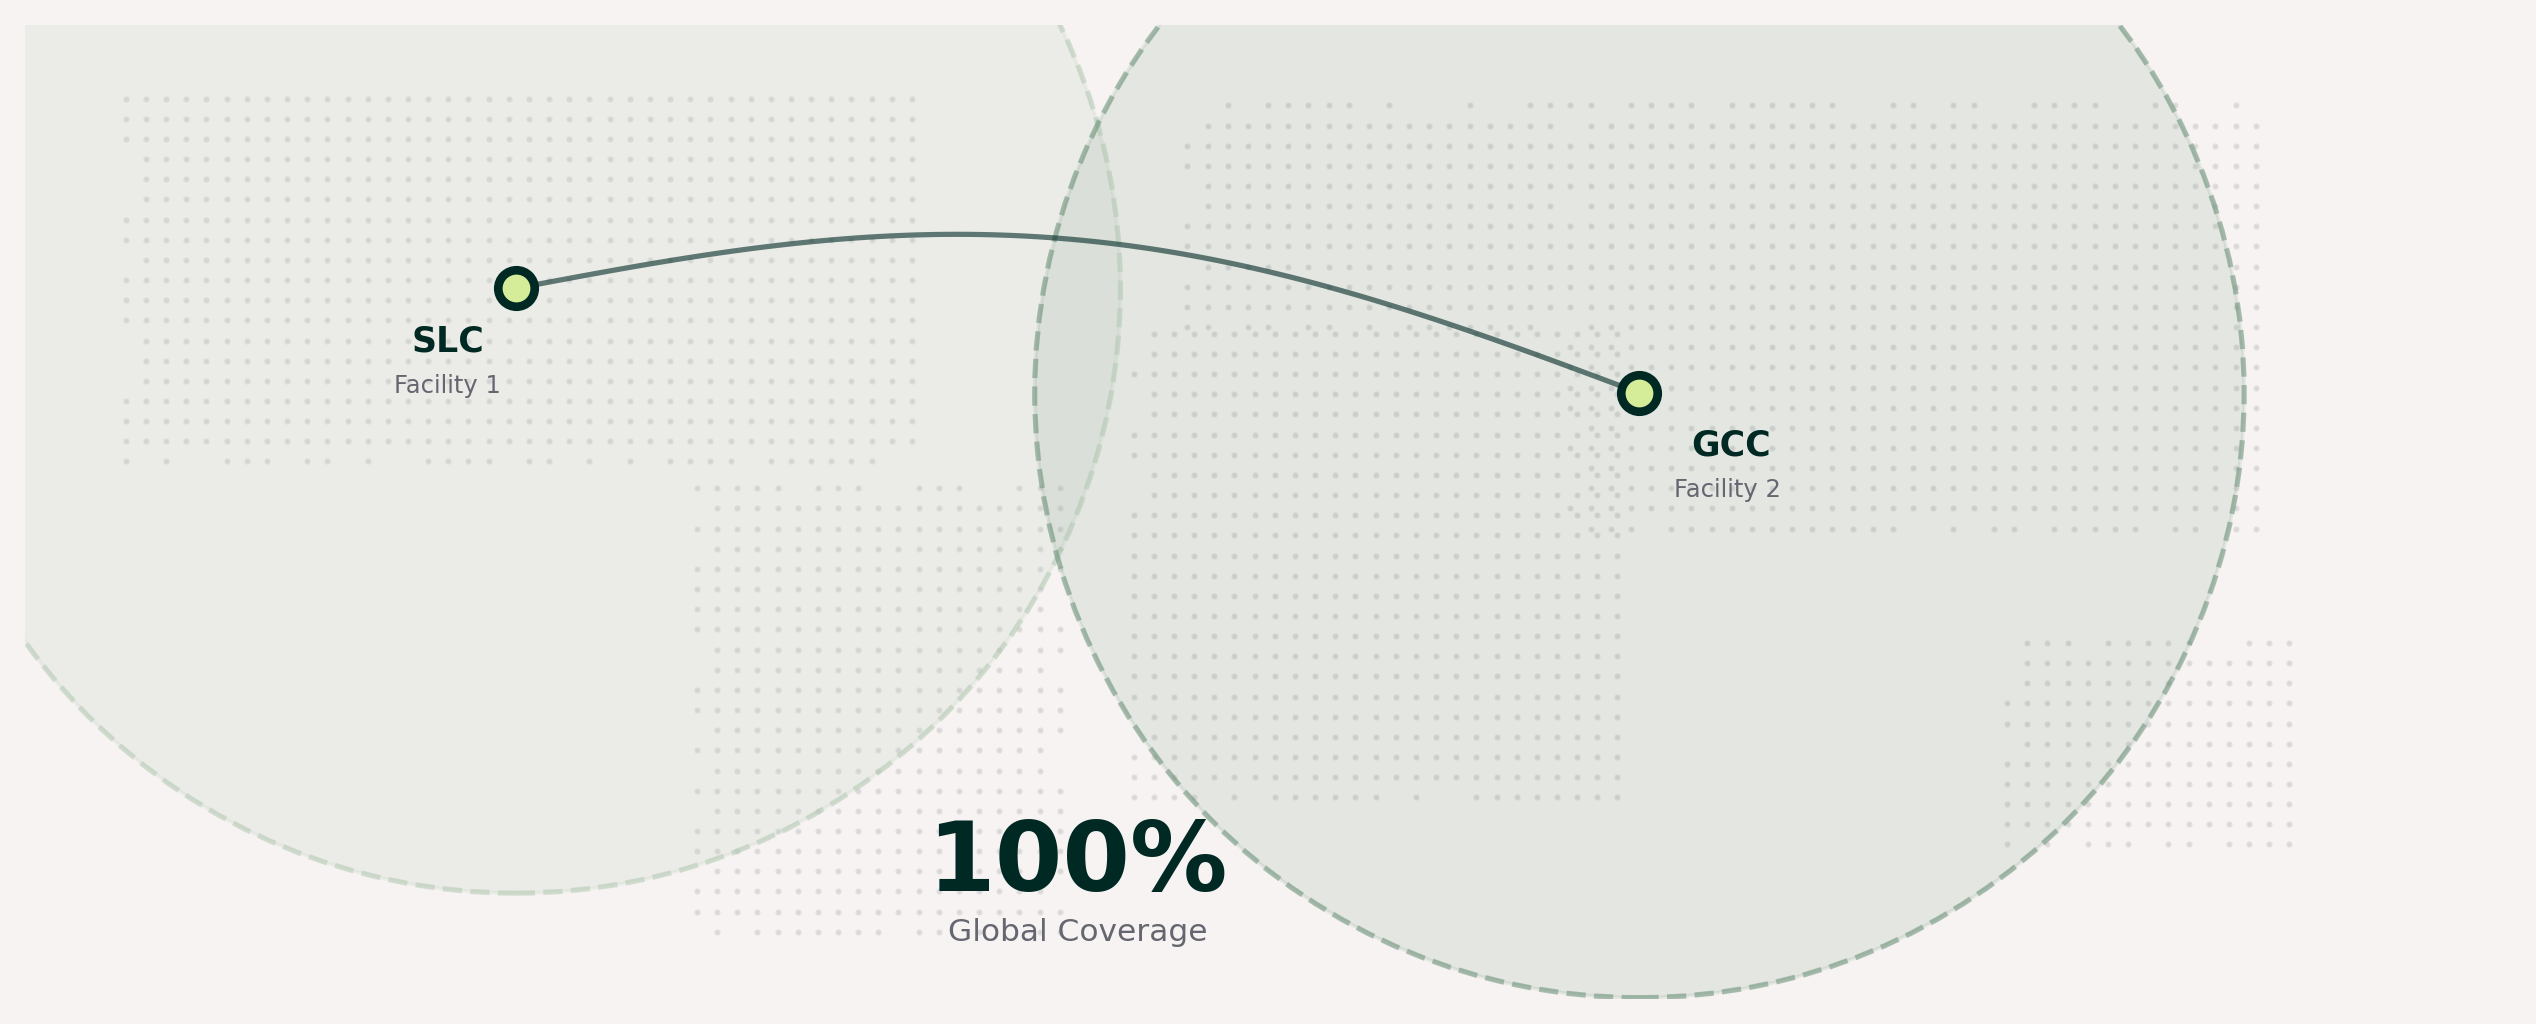 SLC
Facility 1
GCC
Facility 2
100%
Global Coverage